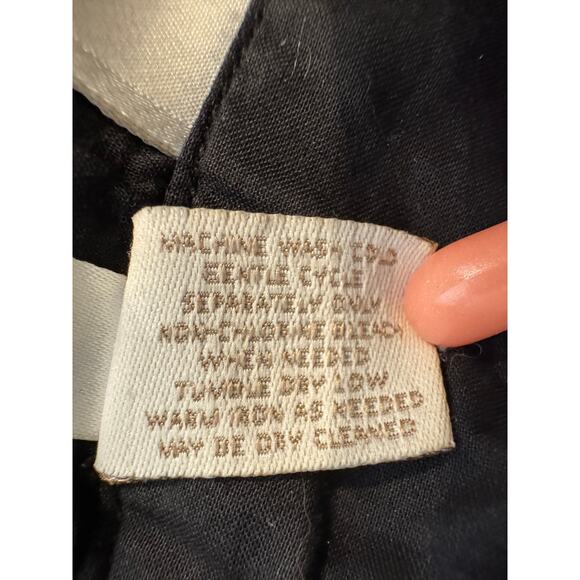 MACHINE WASH COLD
GENTLE CYCLE
SEPARATELY ONLY
NON-CHLORINE BLEACH
WHEN NEEDED
TUMBLE DRY LOW
WARM IRON AS NEEDED
MAY BE DRY CLEANED